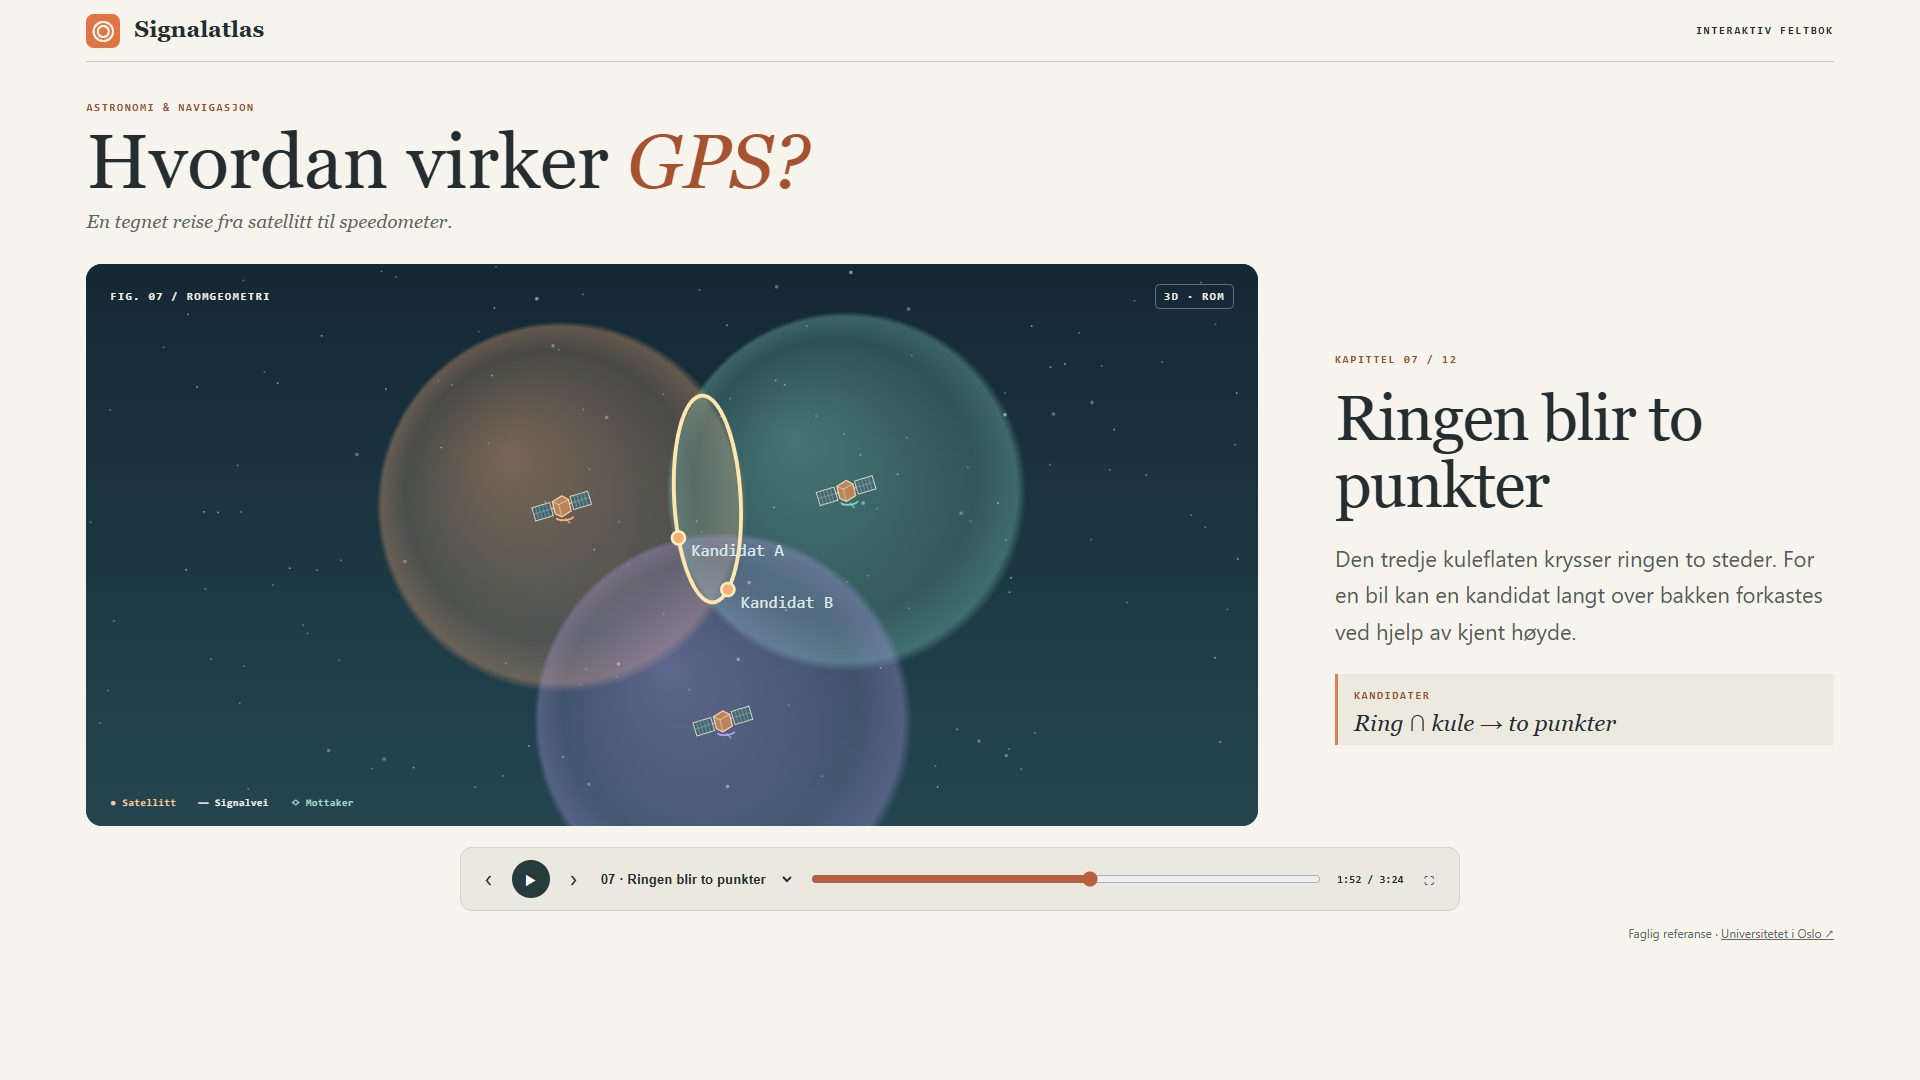 Signalatlas
INTERAKTIV FELTBOK
ASTRONOMI & NAVIGASJON
Hvordan virker GPS?
En tegnet reise fra satellitt til speedometer.
FIG. 07 / ROMGEOMETRI
3D · ROM
Kandidat A
Kandidat B
Satellitt
Signalvei
Mottaker
KAPITTEL 07 / 12
Ringen blir to
punkter
Den tredje kuleflaten krysser ringen to steder. For
en bil kan en kandidat langt over bakken forkastes
ved hjelp av kjent høyde.
KANDIDATER
Ring ∩ kule → to punkter
07 · Ringen blir to punkter
1:52 / 3:24
Faglig referanse · Universitetet i Oslo ↗